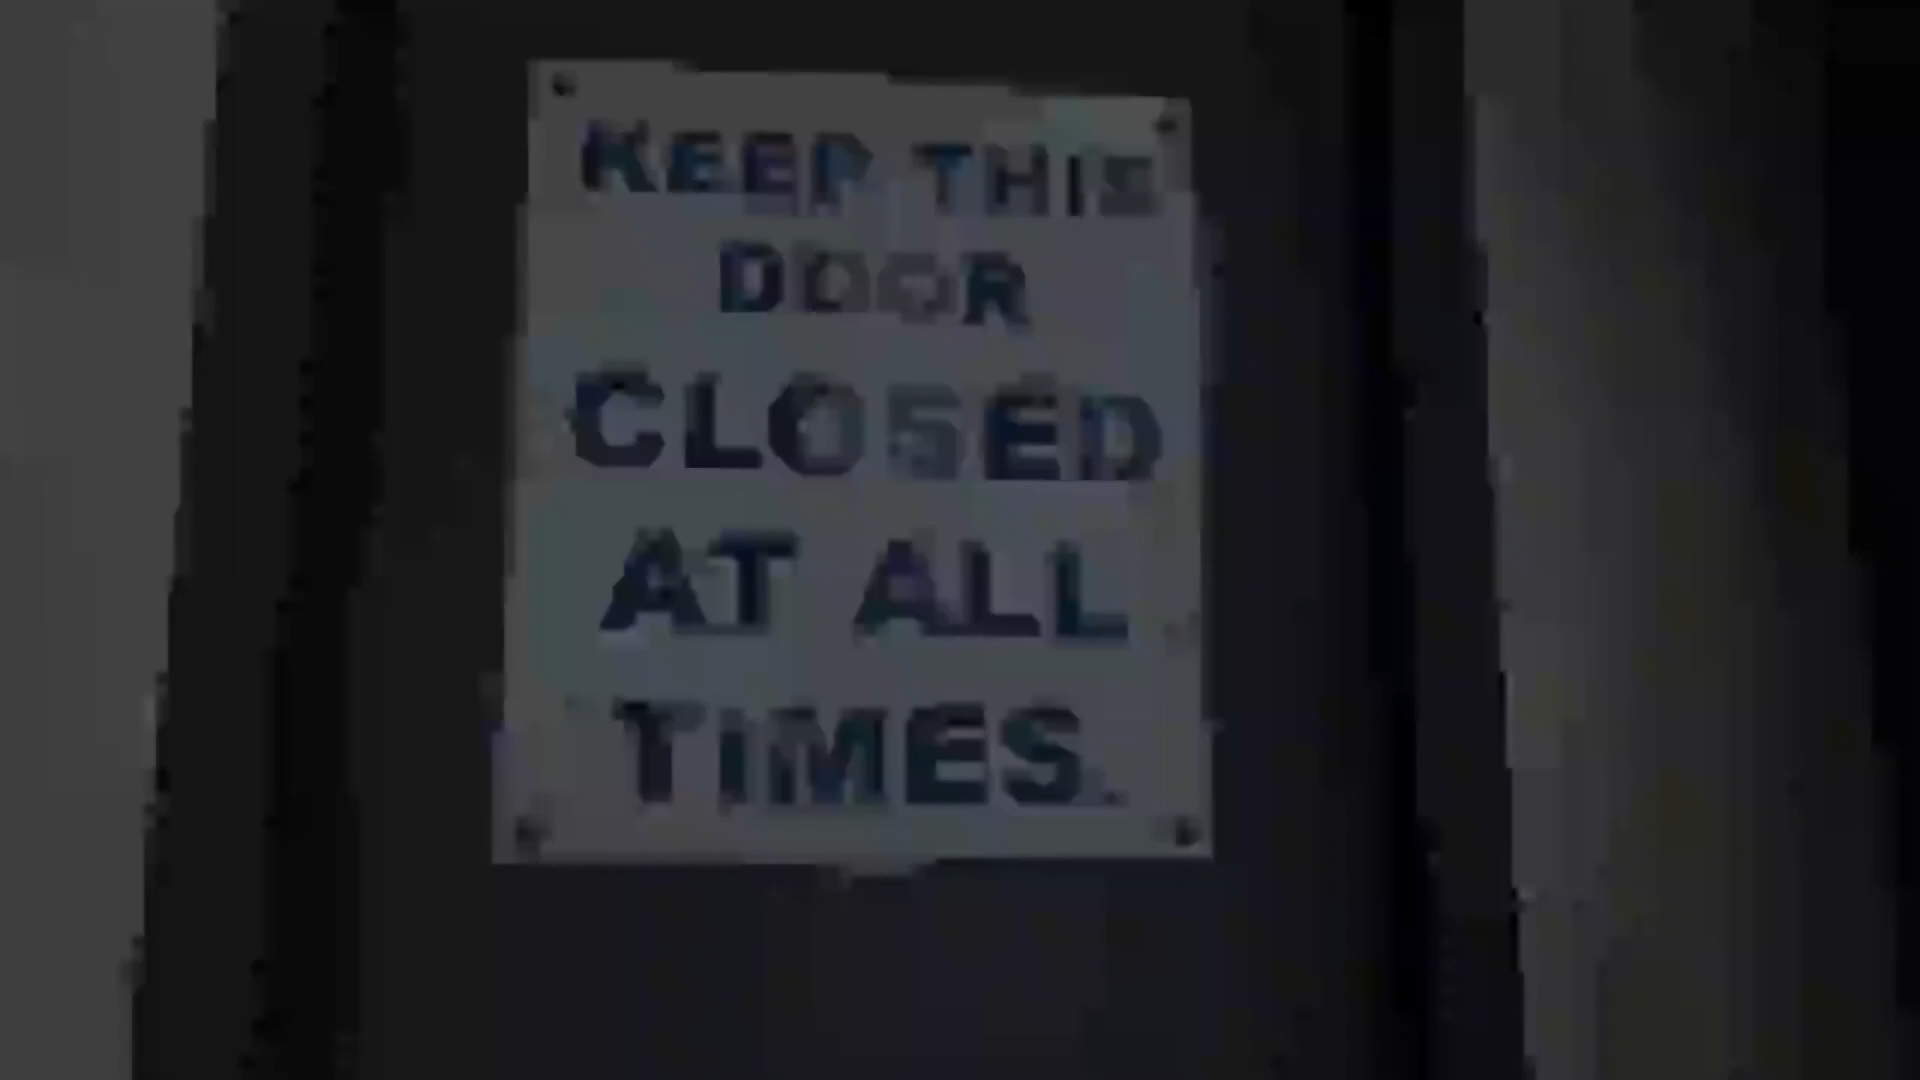 KEEP THIS
DOOR
CLOSED
AT ALL
TIMES.